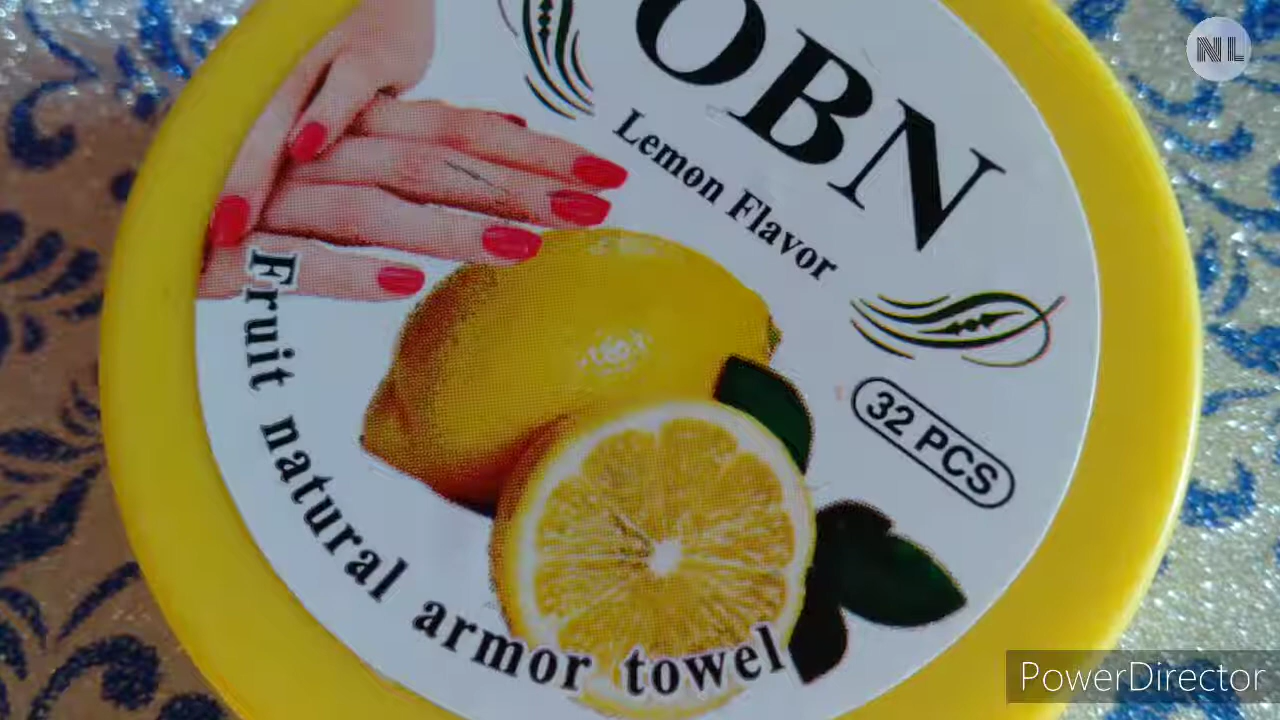 OBN
Lemon Flavor
32 PCS
Fruit natural armor towel
NL
PowerDirector